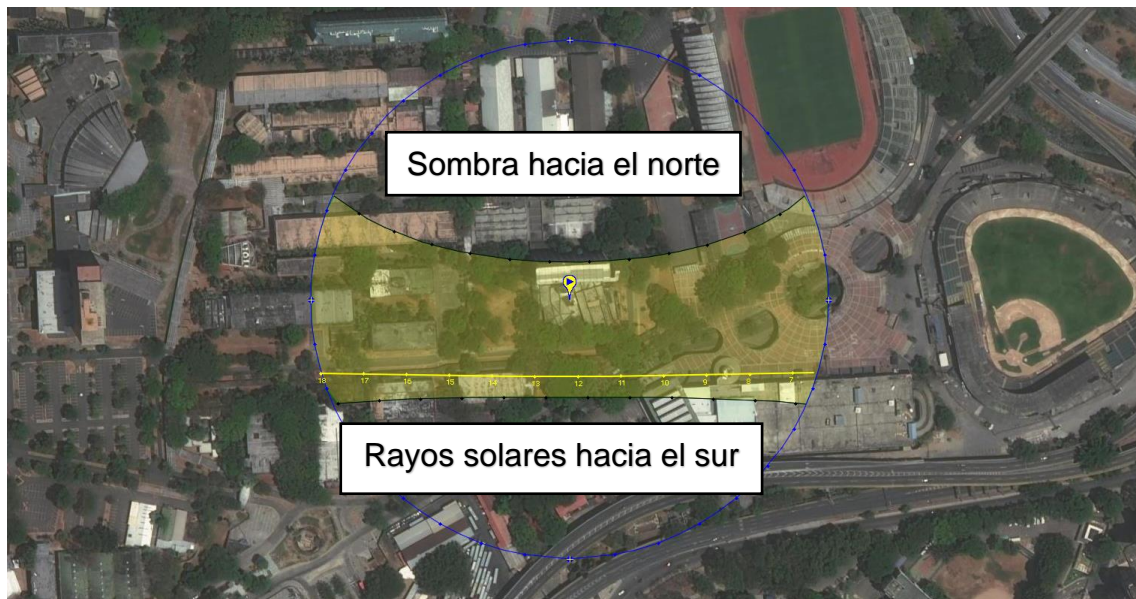 Sombra hacia el norte
18 17 16 15 14 13 12 11 10 9 8 7
Rayos solares hacia el sur